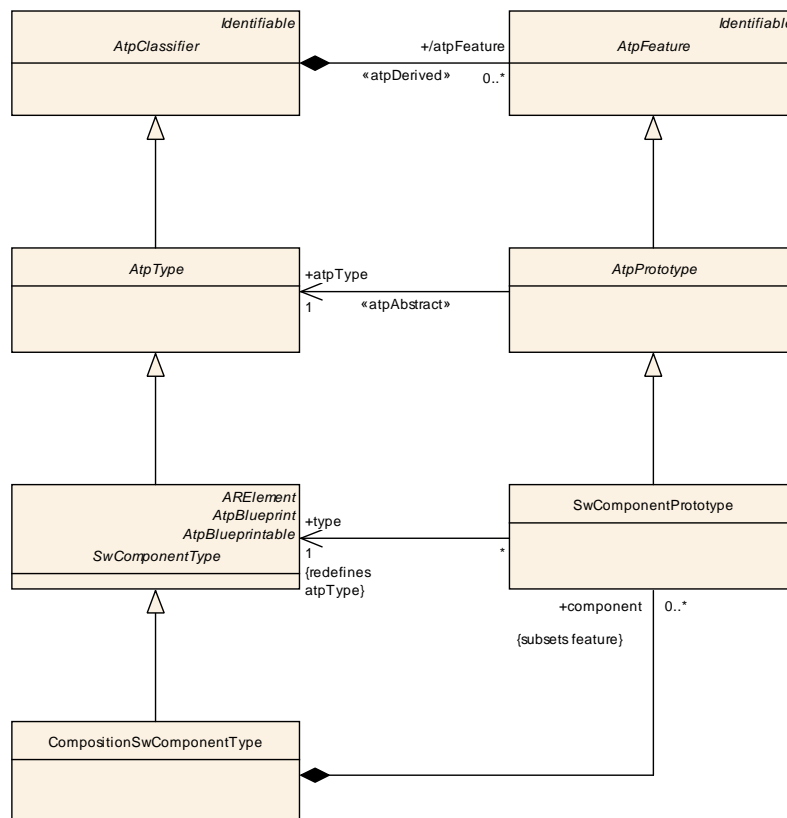 Identifiable
AtpClassifier
+/atpFeature
«atpDerived»
0..*
Identifiable
AtpFeature
AtpType
+atpType
1
«atpAbstract»
AtpPrototype
ARElement
AtpBlueprint
AtpBlueprintable
SwComponentType
+type
1
{redefines
atpType}
*
SwComponentPrototype
+component
0..*
{subsets feature}
CompositionSwComponentType